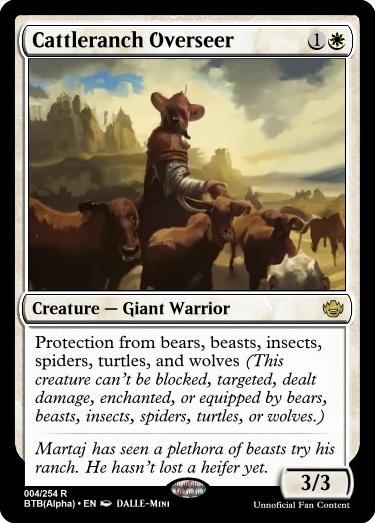 Cattleranch Overseer 1
Creature — Giant Warrior
Protection from bears, beasts, insects,
spiders, turtles, and wolves (This
creature can't be blocked, targeted, dealt
damage, enchanted, or equipped by bears,
beasts, insects, spiders, turtles, or wolves.)
Martaj has seen a plethora of beasts try his
ranch. He hasn't lost a heifer yet.
3/3
004/254 R
BTB(Alpha) • EN DALLE-Mini
Unnoficial Fan Content